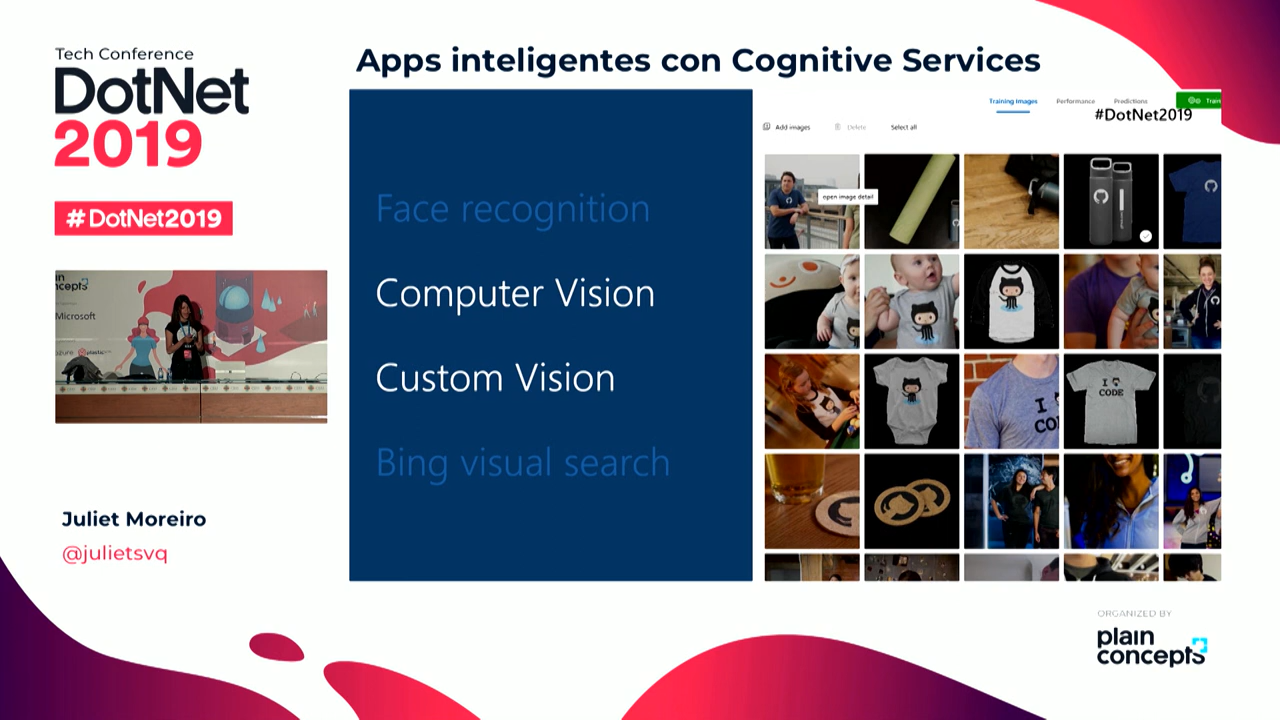 Tech Conference
DotNet
2019
#DotNet2019
Microsoft
Juliet Moreiro
@julietsvq
Apps inteligentes con Cognitive Services
Face recognition
Computer Vision
Custom Vision
Bing visual search
Training Images
Performance
Predictions
#DotNet2019
Add images
Delete
Select all
open image detail
I
CODE
ORGANIZED BY
plain
concepts